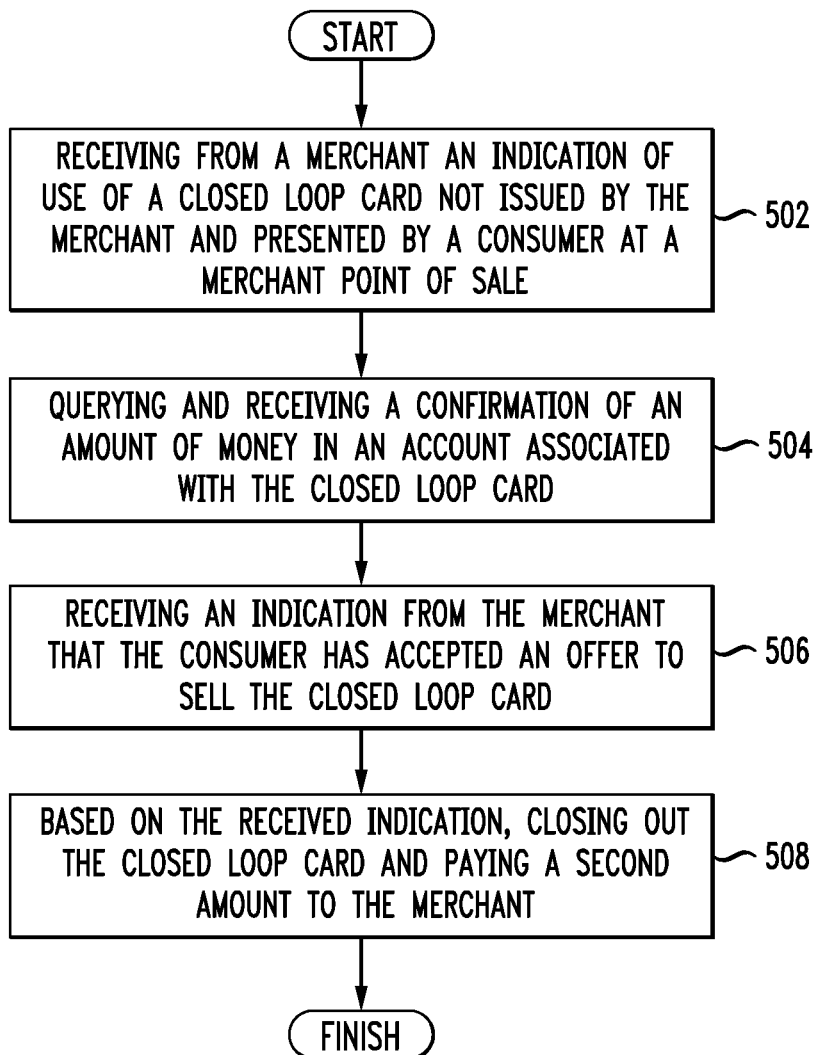 START
RECEIVING FROM A MERCHANT AN INDICATION OF
USE OF A CLOSED LOOP CARD NOT ISSUED BY THE
MERCHANT AND PRESENTED BY A CONSUMER AT A
MERCHANT POINT OF SALE
502
QUERYING AND RECEIVING A CONFIRMATION OF AN
AMOUNT OF MONEY IN AN ACCOUNT ASSOCIATED
WITH THE CLOSED LOOP CARD
504
RECEIVING AN INDICATION FROM THE MERCHANT
THAT THE CONSUMER HAS ACCEPTED AN OFFER TO
SELL THE CLOSED LOOP CARD
506
BASED ON THE RECEIVED INDICATION, CLOSING OUT
THE CLOSED LOOP CARD AND PAYING A SECOND
AMOUNT TO THE MERCHANT
508
FINISH